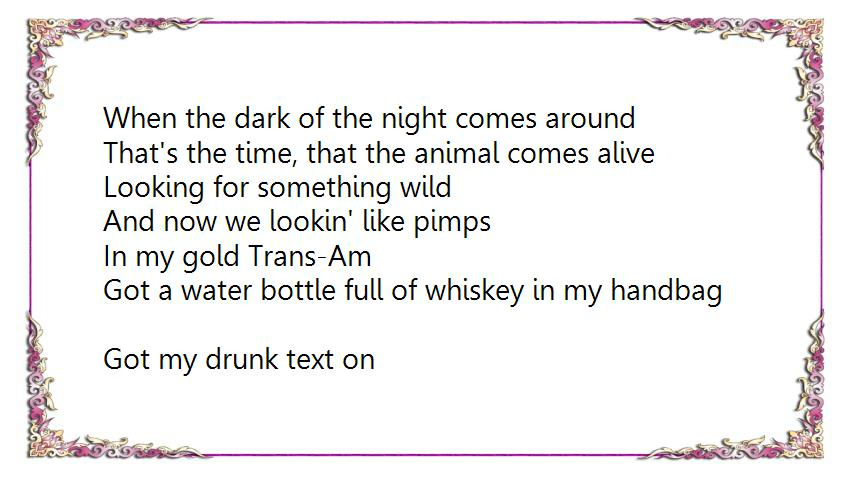 When the dark of the night comes around
That's the time, that the animal comes alive
Looking for something wild
And now we lookin' like pimps
In my gold Trans-Am
Got a water bottle full of whiskey in my handbag
Got my drunk text on